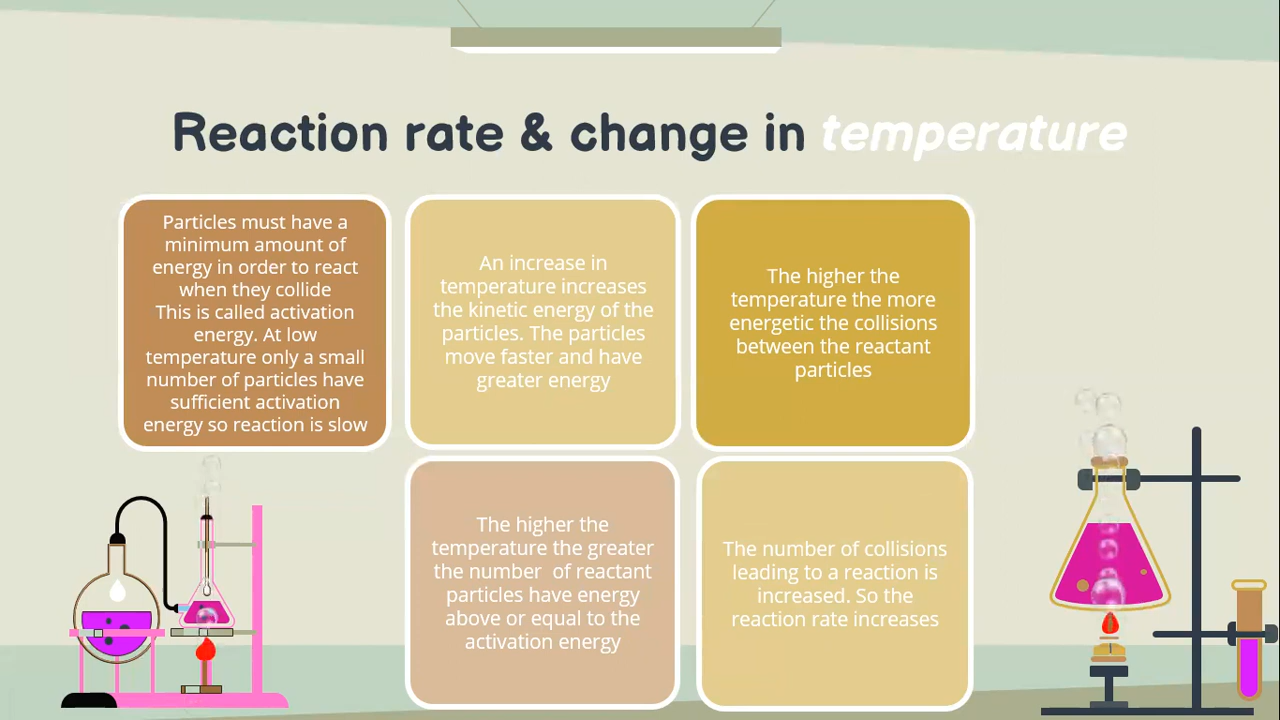 Reaction rate & change in temperature
Particles must have a
minimum amount of
energy in order to react
when they collide
This is called activation
energy. At low
temperature only a small
number of particles have
sufficient activation
energy so reaction is slow
An increase in
temperature increases
the kinetic energy of the
particles. The particles
move faster and have
greater energy
The higher the
temperature the more
energetic the collisions
between the reactant
particles
The higher the
temperature the greater
the number  of reactant
particles have energy
above or equal to the
activation energy
The number of collisions
leading to a reaction is
increased. So the
reaction rate increases